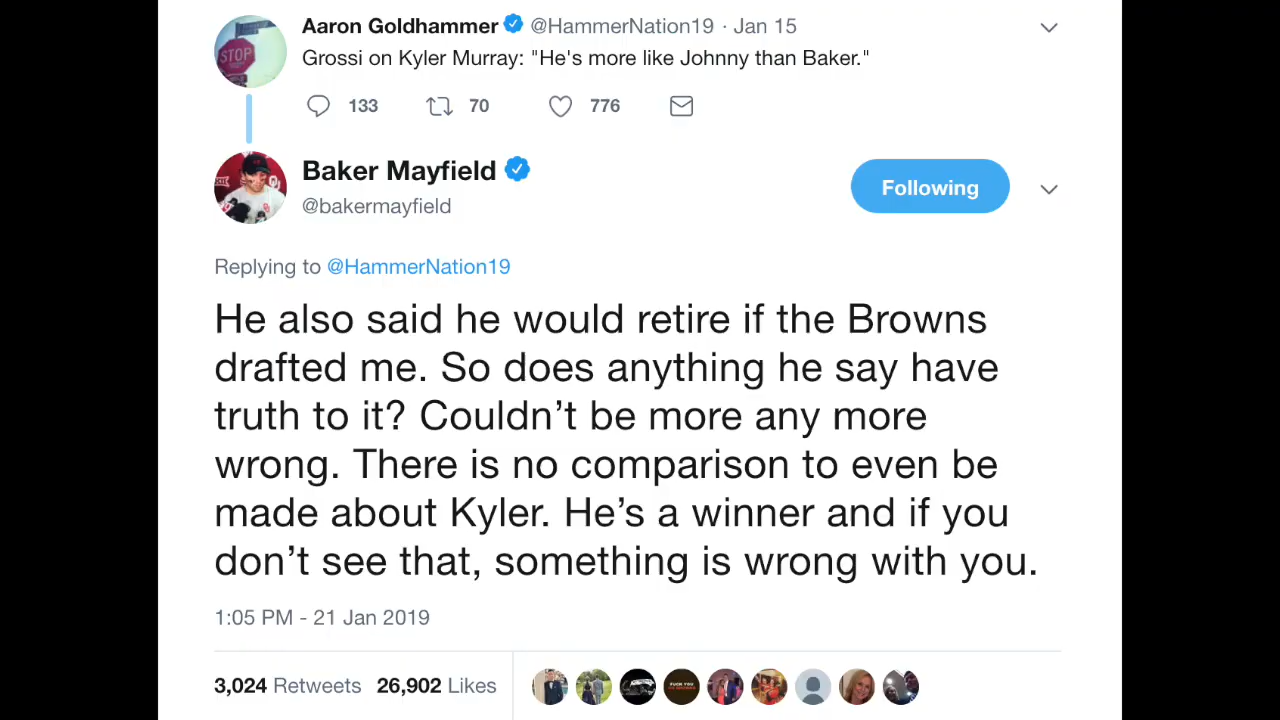 Aaron Goldhammer @HammerNation19 · Jan 15
Grossi on Kyler Murray: "He's more like Johnny than Baker."
133 70 776
STOP
Baker Mayfield
@bakermayfield
Following
Replying to @HammerNation19
He also said he would retire if the Browns
drafted me. So does anything he say have
truth to it? Couldn’t be more any more
wrong. There is no comparison to even be
made about Kyler. He’s a winner and if you
don’t see that, something is wrong with you.
1:05 PM - 21 Jan 2019
3,024 Retweets 26,902 Likes